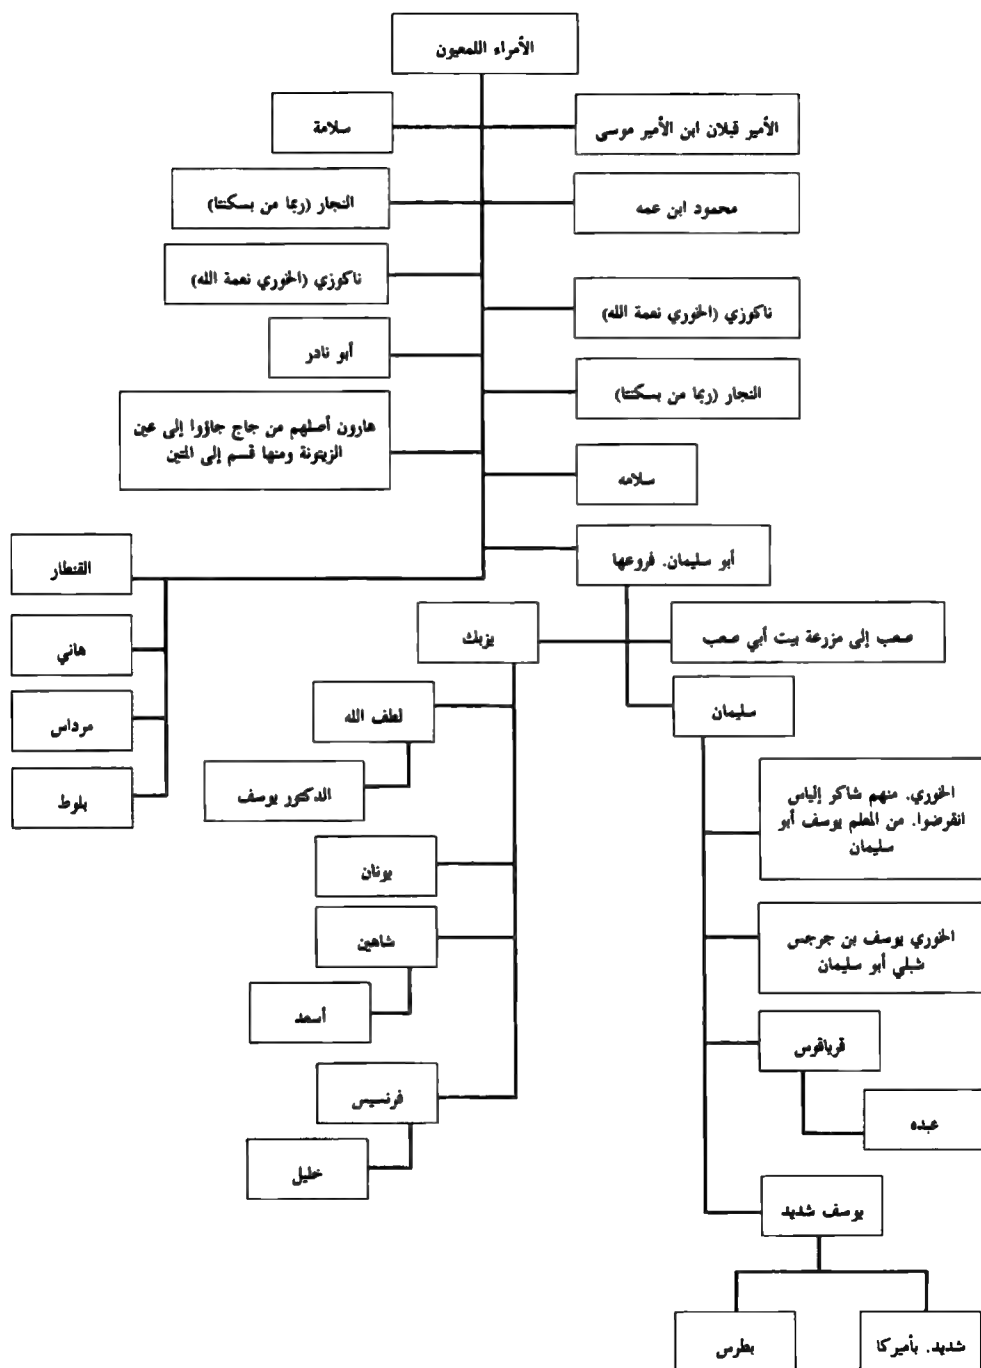 الأمراء اللمعيون
الأمير قبلان ابن الأمير موسى
سلامة
محمود ابن عمه
النجار (ربما من بسكنتا)
ناكوزي (الخوري نعمة الله)
ناكوزي (الخوري نعمة الله)
أبو نادر
النجار (ربما من بسكنتا)
هارون أصلهم من جاج جاؤوا إلى عين
الزيتونة ومنها قسم إلى المتين
سلامه
أبو سليمان. فروعها
القنطار
هاني
مرداس
بلوط
صعب إلى مزرعة بيت أبي صعب
يزبك
سليمان
لطف الله
الدكتور يوسف
الخوري. منهم شاكر إلياس
انقرضوا. من المعلم يوسف أبو
سليمان
يونان
شاهين
أسعد
الخوري يوسف بن جرجس
شبلي أبو سليمان
قرياقوس
عبده
فرنسيس
خليل
يوسف شديد
شديد. بأميركا
بطرس